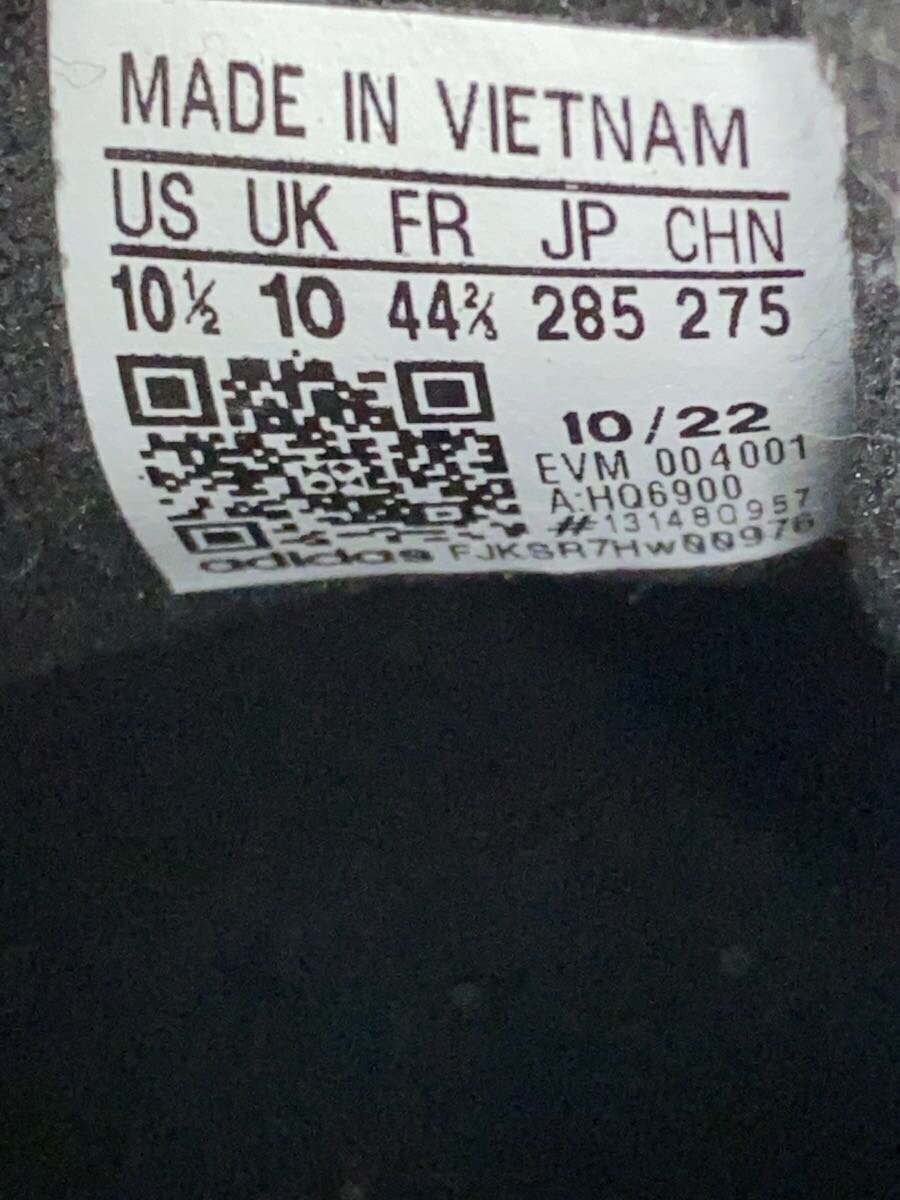 MADE IN VIETNAM
US UK FR JP CHN
10½ 10 44⅔ 285 275
10/22
EVM 004001
A:HQ6900
#131480957
adidas FJKSR7HW00976